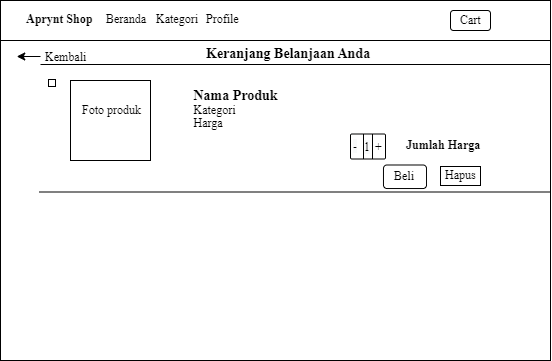 Aprynt Shop Beranda Kategori Profile Cart
Kembali Keranjang Belanjaan Anda
Foto produk
Nama Produk
Kategori
Harga
- 1 + Jumlah Harga
Beli Hapus